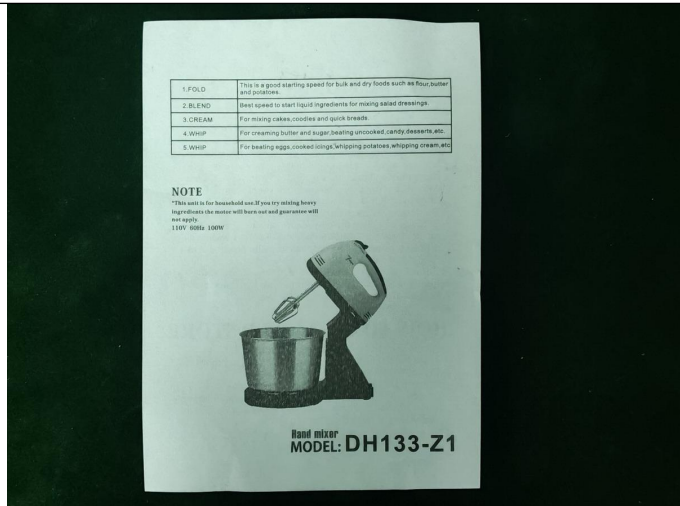 1.FOLD This is a good starting speed for bulk and dry foods such as flour,butter
and potatoes.
2.BLEND Best speed to start liquid ingredients for mixing salad dressings.
3.CREAM For mixing cakes,coodies and quick breads.
4.WHIP For creaming butter and sugar,beating uncooked,candy,desserts,etc.
5.WHIP For beating eggs,cooked icings,whipping potatoes,whipping cream,etc
NOTE
*This unit is for household use.If you try mixing heavy
ingredients the motor will burn out and guarantee will
not apply.
110V 60Hz 100W
Hand mixer
MODEL: DH133-Z1